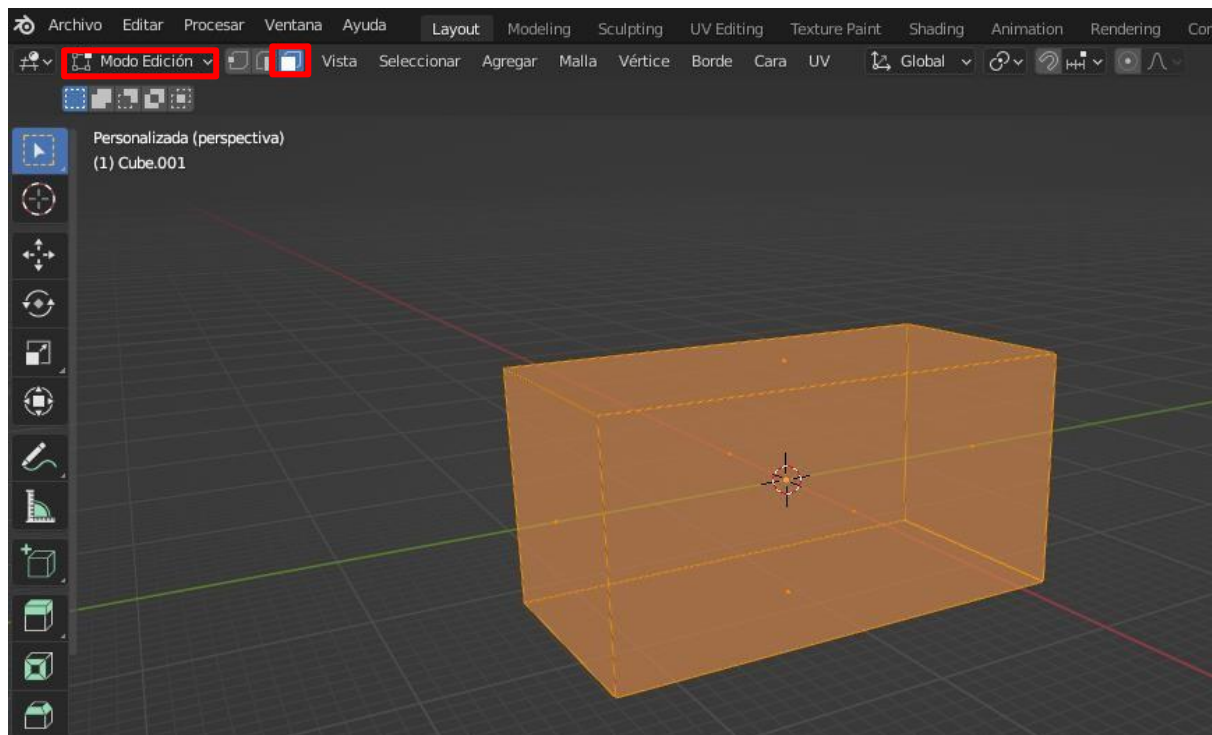 Archivo Editar Procesar Ventana Ayuda Layout Modeling Sculpting UV Editing Texture Paint Shading Animation Rendering
Modo Edición Vista Seleccionar Agregar Malla Vértice Borde Cara UV Global
Personalizada (perspectiva)
(1) Cube.001